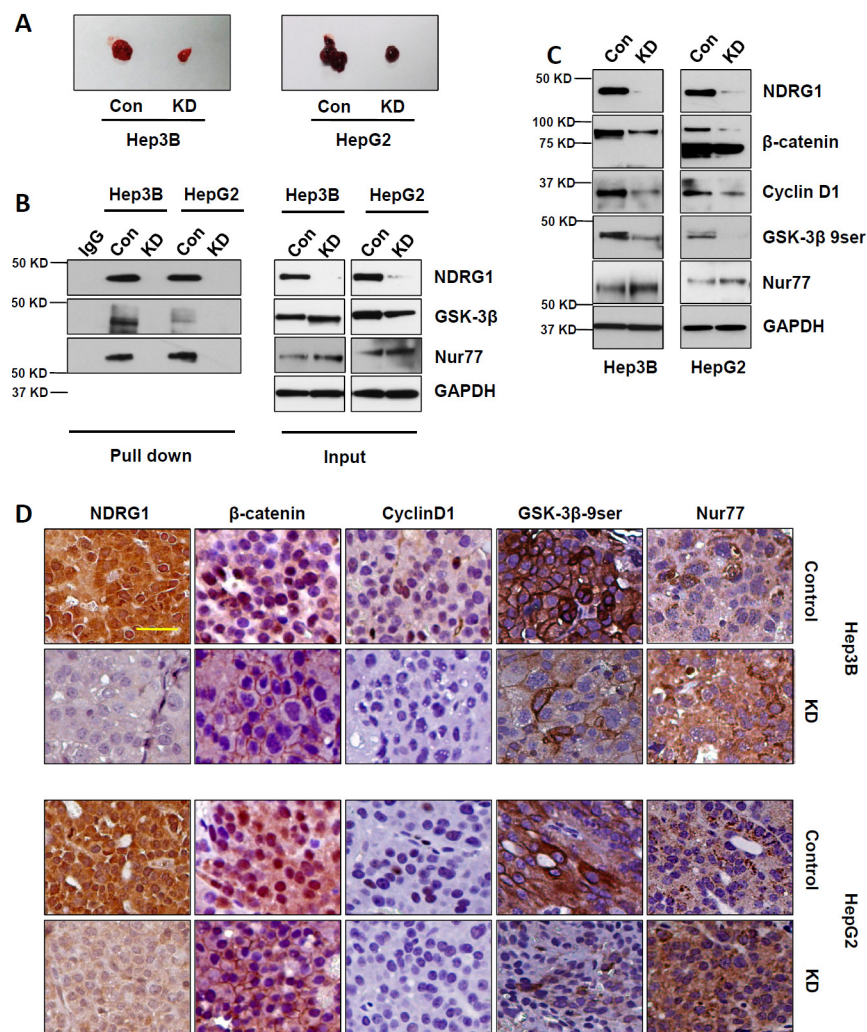 A
Con KD
Hep3B
Con KD
HepG2
B
Hep3B HepG2
IgG Con KD Con KD
50 KD
50 KD
50 KD
37 KD
Pull down
Hep3B HepG2
Con KD Con KD
NDRG1
GSK-3β
Nur77
GAPDH
Input
C
Con KD Con KD
50 KD NDRG1
100 KD
75 KD β-catenin
37 KD Cyclin D1
50 KD GSK-3β 9ser
Nur77
50 KD
37 KD GAPDH
Hep3B HepG2
D
NDRG1 β-catenin CyclinD1 GSK-3β-9ser Nur77
Control
KD
Hep3B
Control
KD
HepG2